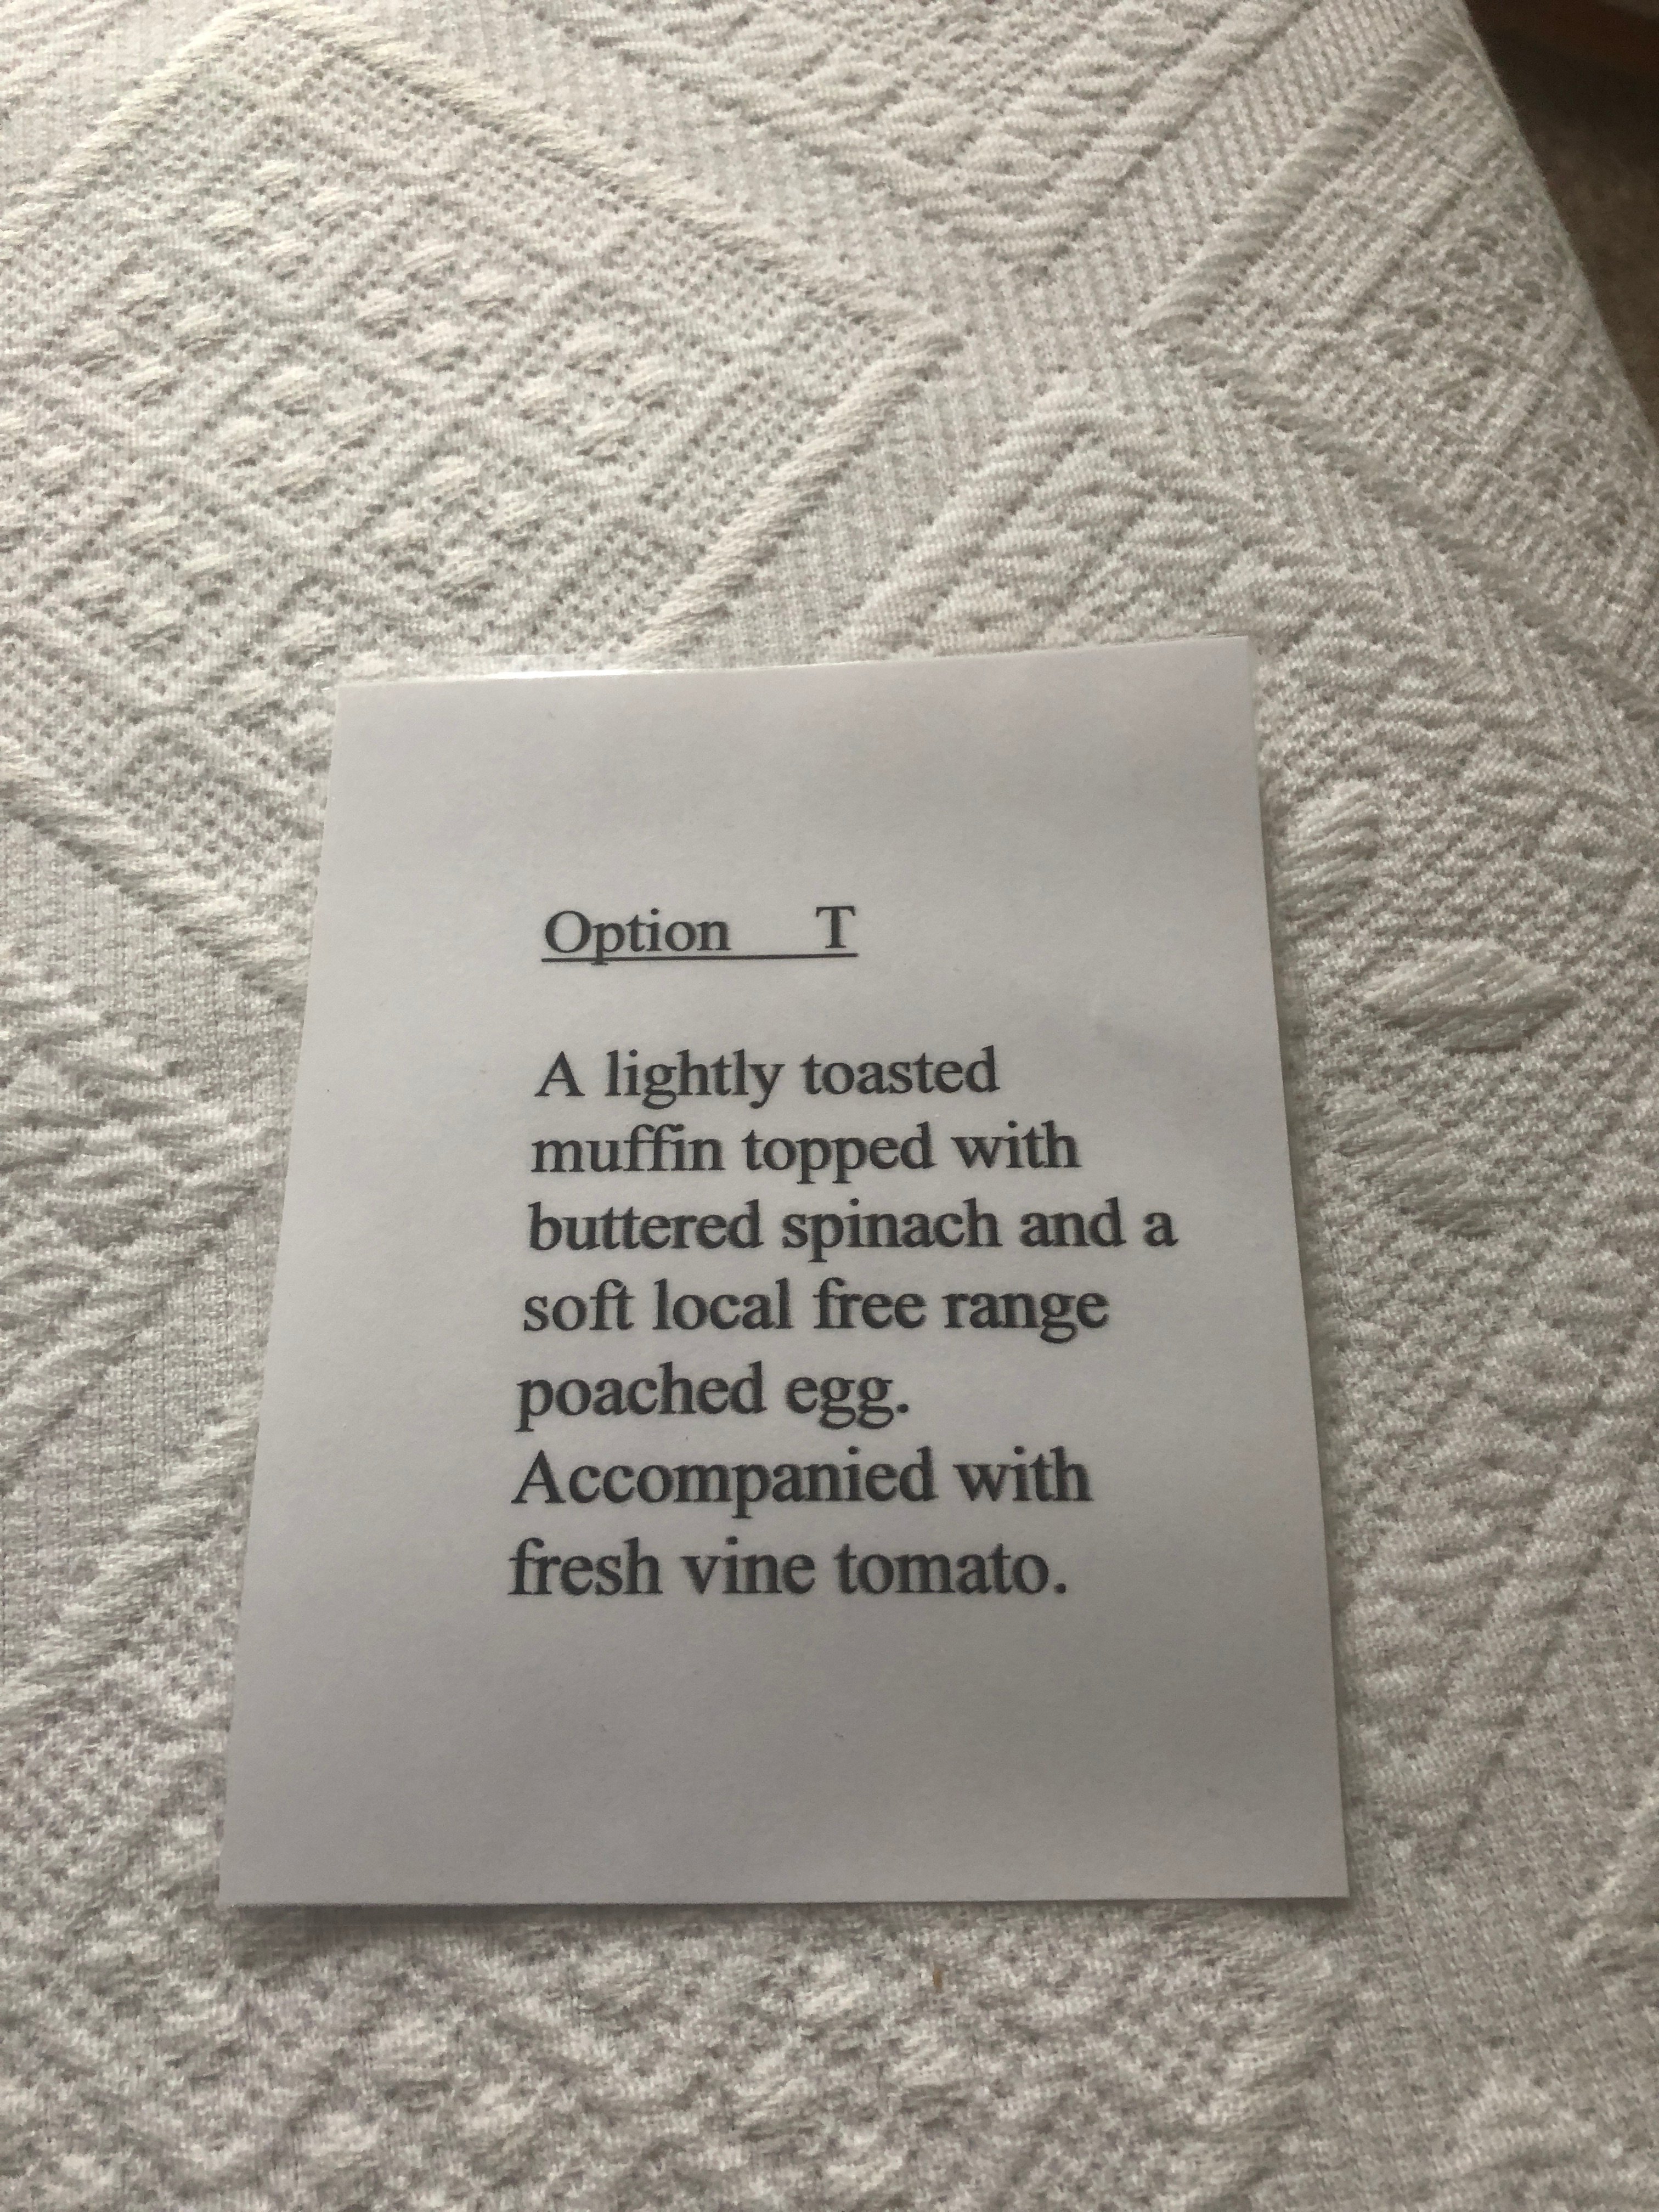 Option T
A lightly toasted
muffin topped with
buttered spinach and a
soft local free range
poached egg.
Accompanied with
fresh vine tomato.